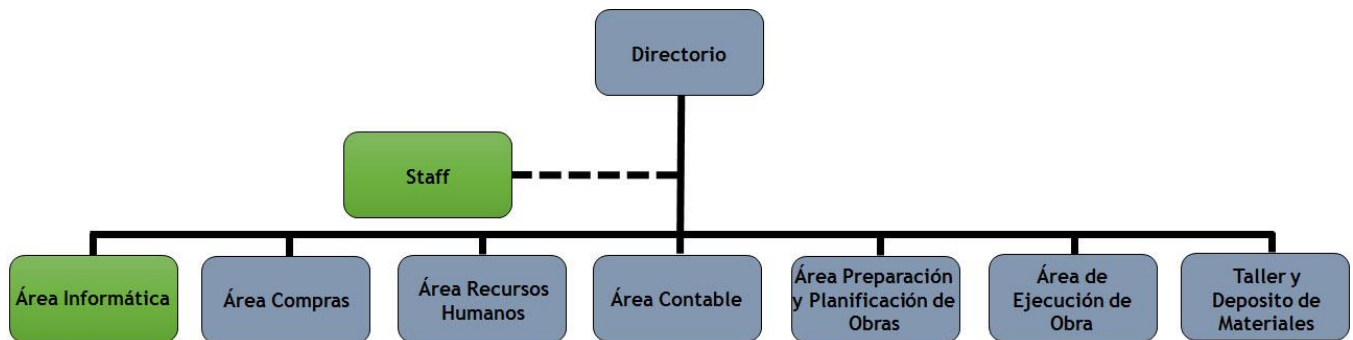 Directorio
Staff
Área Informática
Área Compras
Área Recursos
Humanos
Área Contable
Área Preparación
y Planificación de
Obras
Área de
Ejecución de
Obra
Taller y
Deposito de
Materiales